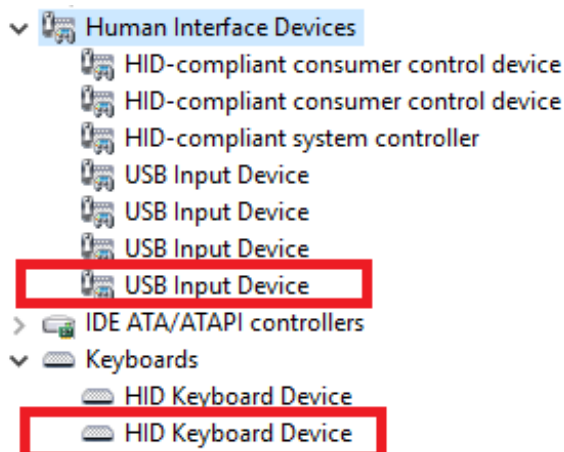 Human Interface Devices
HID-compliant consumer control device
HID-compliant consumer control device
HID-compliant system controller
USB Input Device
USB Input Device
USB Input Device
USB Input Device
IDE ATA/ATAPI controllers
Keyboards
HID Keyboard Device
HID Keyboard Device